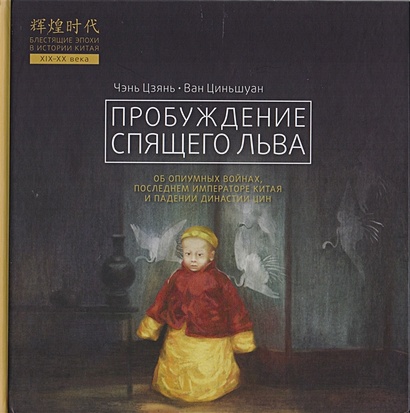 辉煌时代
БЛЕСТЯЩИЕ ЭПОХИ
В ИСТОРИИ КИТАЯ
XIX-XX века
Чэнь Цзянь · Ван Циньшуан
ПРОБУЖДЕНИЕ
СПЯЩЕГО ЛЬВА
ОБ ОПИУМНЫХ ВОЙНАХ,
ПОСЛЕДНЕМ ИМПЕРАТОРЕ КИТАЯ
И ПАДЕНИИ ДИНАСТИИ ЦИН